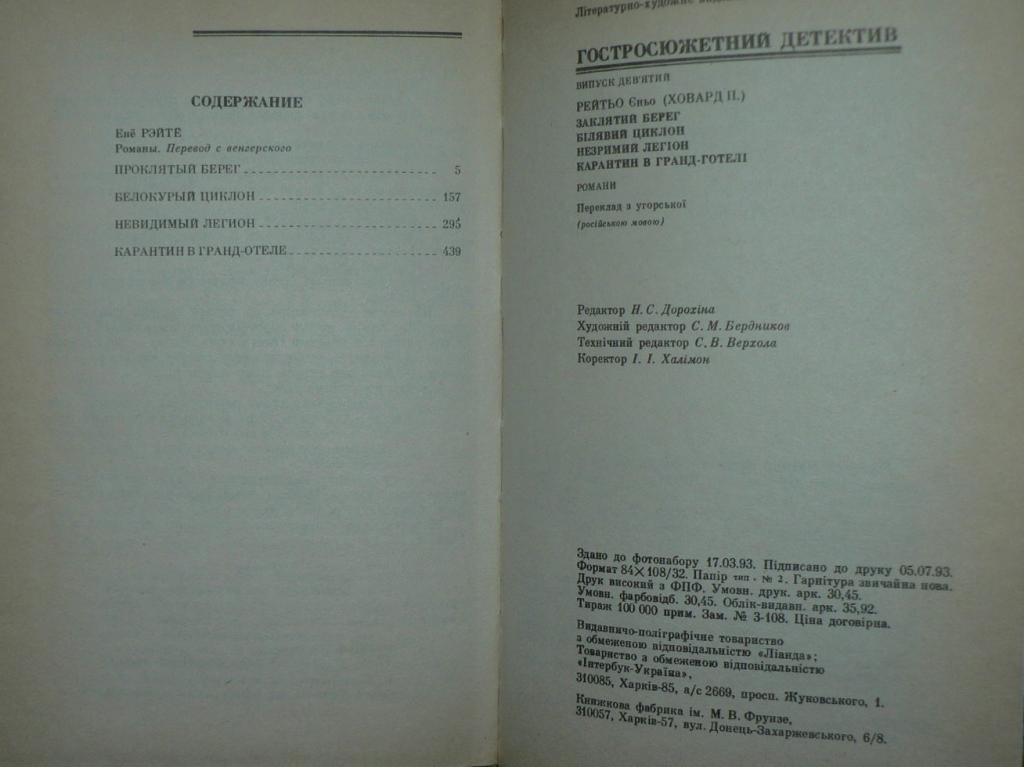 СОДЕРЖАНИЕ
Енё РЭЙТЁ
Романы. Перевод с венгерского
ПРОКЛЯТЫЙ БЕРЕГ 5
БЕЛОКУРЫЙ ЦИКЛОН 157
НЕВИДИМЫЙ ЛЕГИОН 295
КАРАНТИН В ГРАНД-ОТЕЛЕ 439
Літературно-художнє
ГОСТРОСЮЖЕТНИЙ ДЕТЕКТИВ
ВИПУСК ДЕВ'ЯТИЙ
РЕЙТЬО Єньо (ХОВАРД П.)
ЗАКЛЯТИЙ БЕРЕГ
БІЛЯВИЙ ЦИКЛОН
НЕЗРИМИЙ ЛЕГІОН
КАРАНТИН В ГРАНД-ГОТЕЛІ
РОМАНИ
Переклад з угорської
(російською мовою)
Редактор Н. С. Дорохіна
Художній редактор С. М. Бердников
Технічний редактор С. В. Верхола
Коректор І. І. Халімон
Здано до фотонабору 17.03.93. Підписано до друку 05.07.93.
Формат 84×108/32. Папір тип. № 2. Гарнітура звичайна нова.
Друк високий з ФПФ. Умовн. друк. арк. 30,45.
Умовн. фарбовідб. 30,45. Облік-видавн. арк. 35,92.
Тираж 100 000 прим. Зам. № 3-108. Ціна договірна.
Видавничо-поліграфічне товариство
з обмеженою відповідальністю «Ліанда»;
Товариство з обмеженою відповідальністю
«Інтербук-Україна»,
310085, Харків-85, а/с 2669, просп. Жуковського, 1.
Книжкова фабрика ім. М. В. Фрунзе,
310057, Харків-57, вул. Донець-Захаржевського, 6/8.